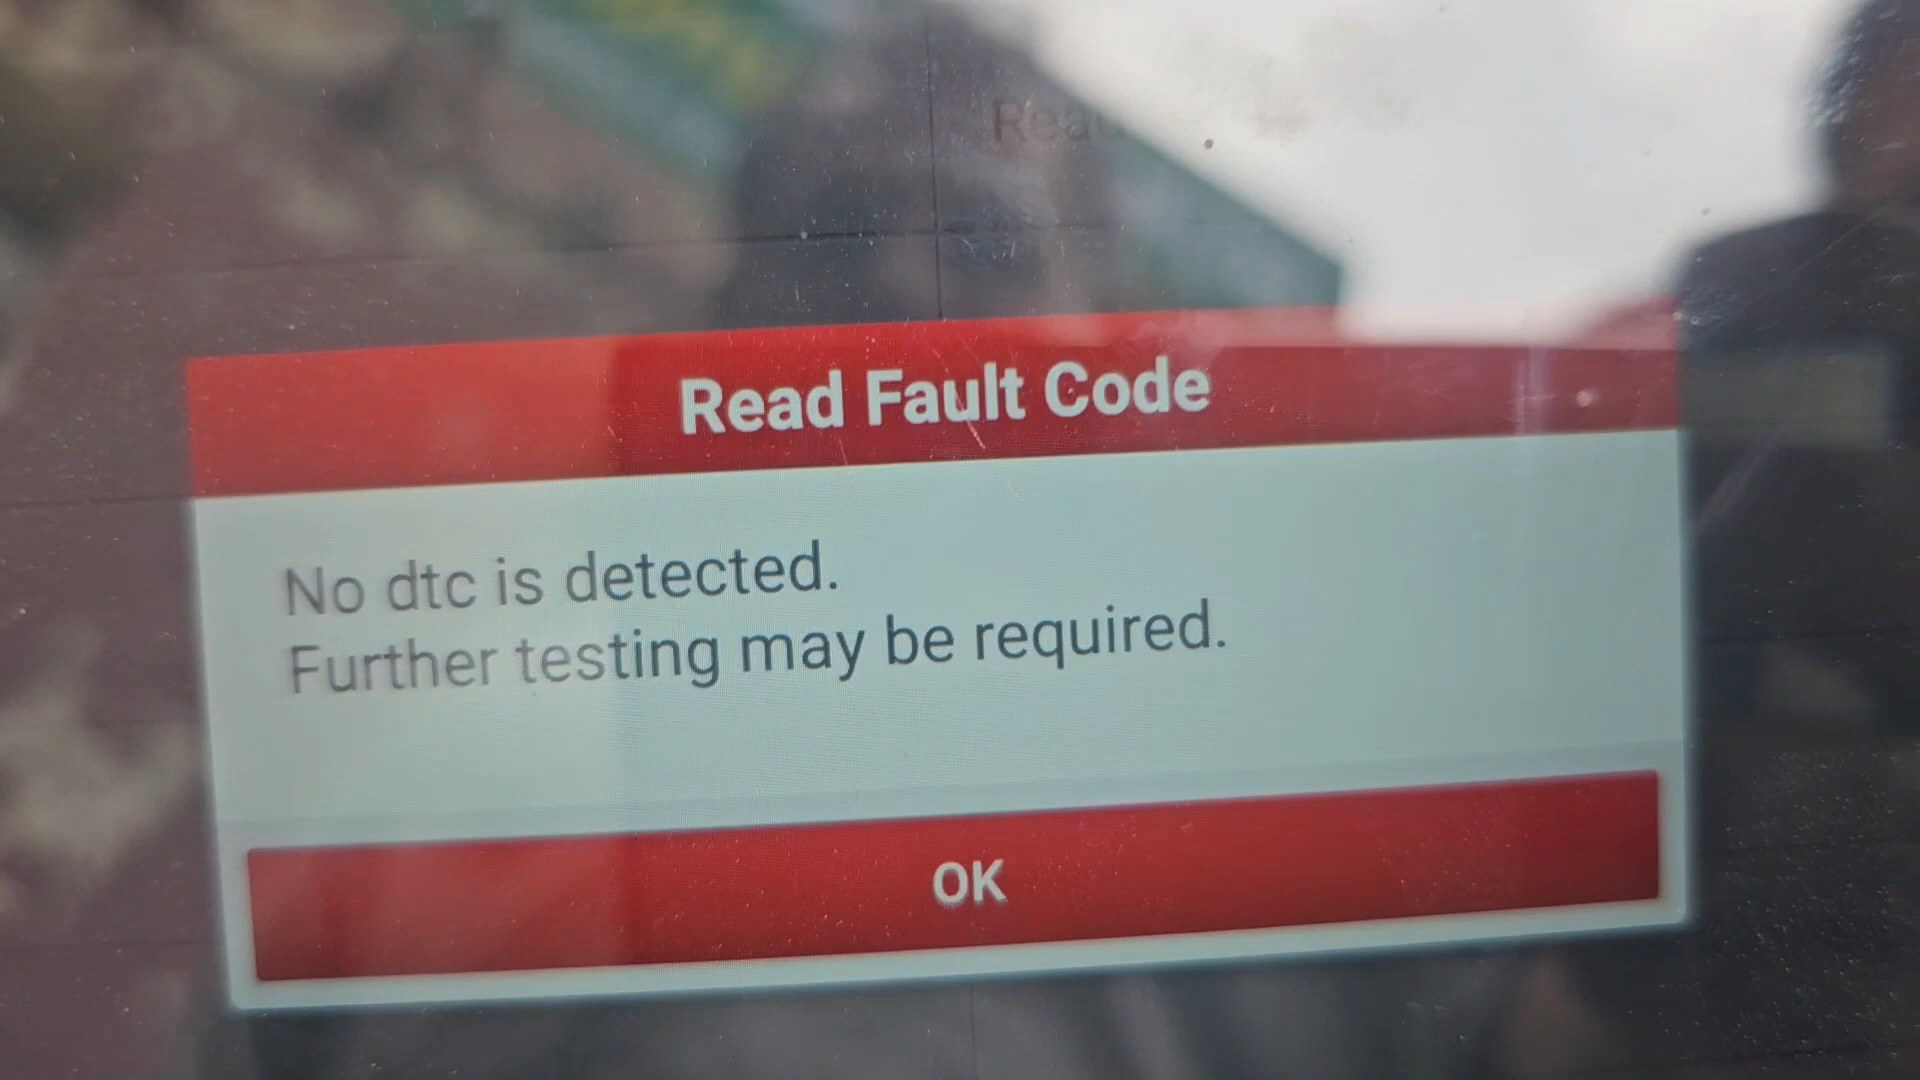 Read Fault Code
No dtc is detected.
Further testing may be required.
OK